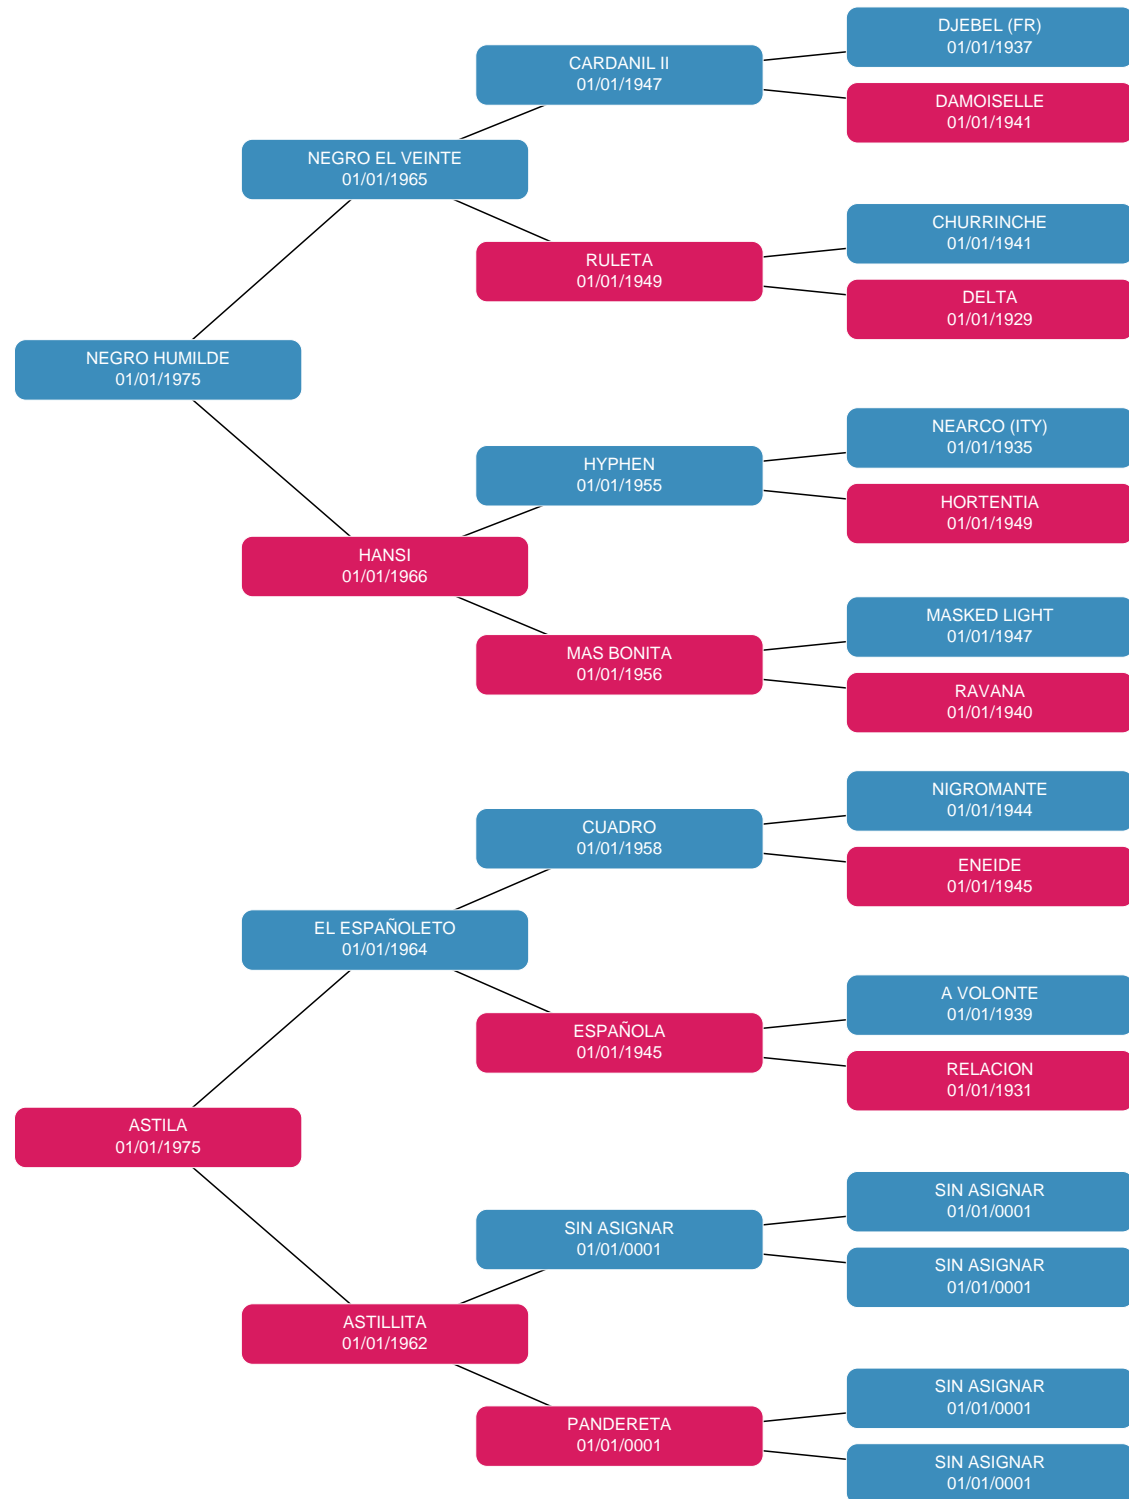 DJEBEL (FR)
01/01/1937
CARDANIL II
01/01/1947
DAMOISELLE
01/01/1941
NEGRO EL VEINTE
01/01/1965
CHURRINCHE
01/01/1941
RULETA
01/01/1949
DELTA
01/01/1929
NEGRO HUMILDE
01/01/1975
NEARCO (ITY)
01/01/1935
HYPHEN
01/01/1955
HORTENTIA
01/01/1949
HANSI
01/01/1966
MASKED LIGHT
01/01/1947
MAS BONITA
01/01/1956
RAVANA
01/01/1940
NIGROMANTE
01/01/1944
CUADRO
01/01/1958
ENEIDE
01/01/1945
EL ESPAÑOLETO
01/01/1964
A VOLONTE
01/01/1939
ESPAÑOLA
01/01/1945
RELACION
01/01/1931
ASTILA
01/01/1975
SIN ASIGNAR
01/01/0001
SIN ASIGNAR
01/01/0001
SIN ASIGNAR
01/01/0001
ASTILLITA
01/01/1962
SIN ASIGNAR
01/01/0001
PANDERETA
01/01/0001
SIN ASIGNAR
01/01/0001